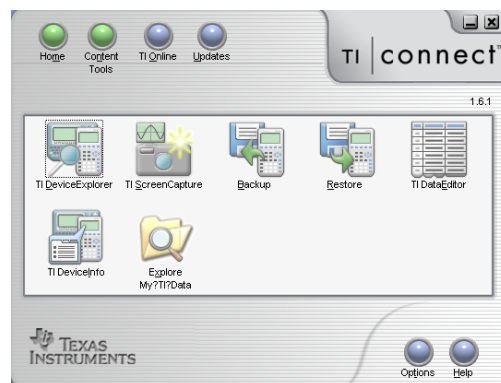 Home Content Tools TI Online Updates
TI connect™
1.6.1
TI DeviceExplorer TI ScreenCapture Backup Restore TI DataEditor
TI DeviceInfo Explore My?TI?Data
TEXAS INSTRUMENTS
Options Help